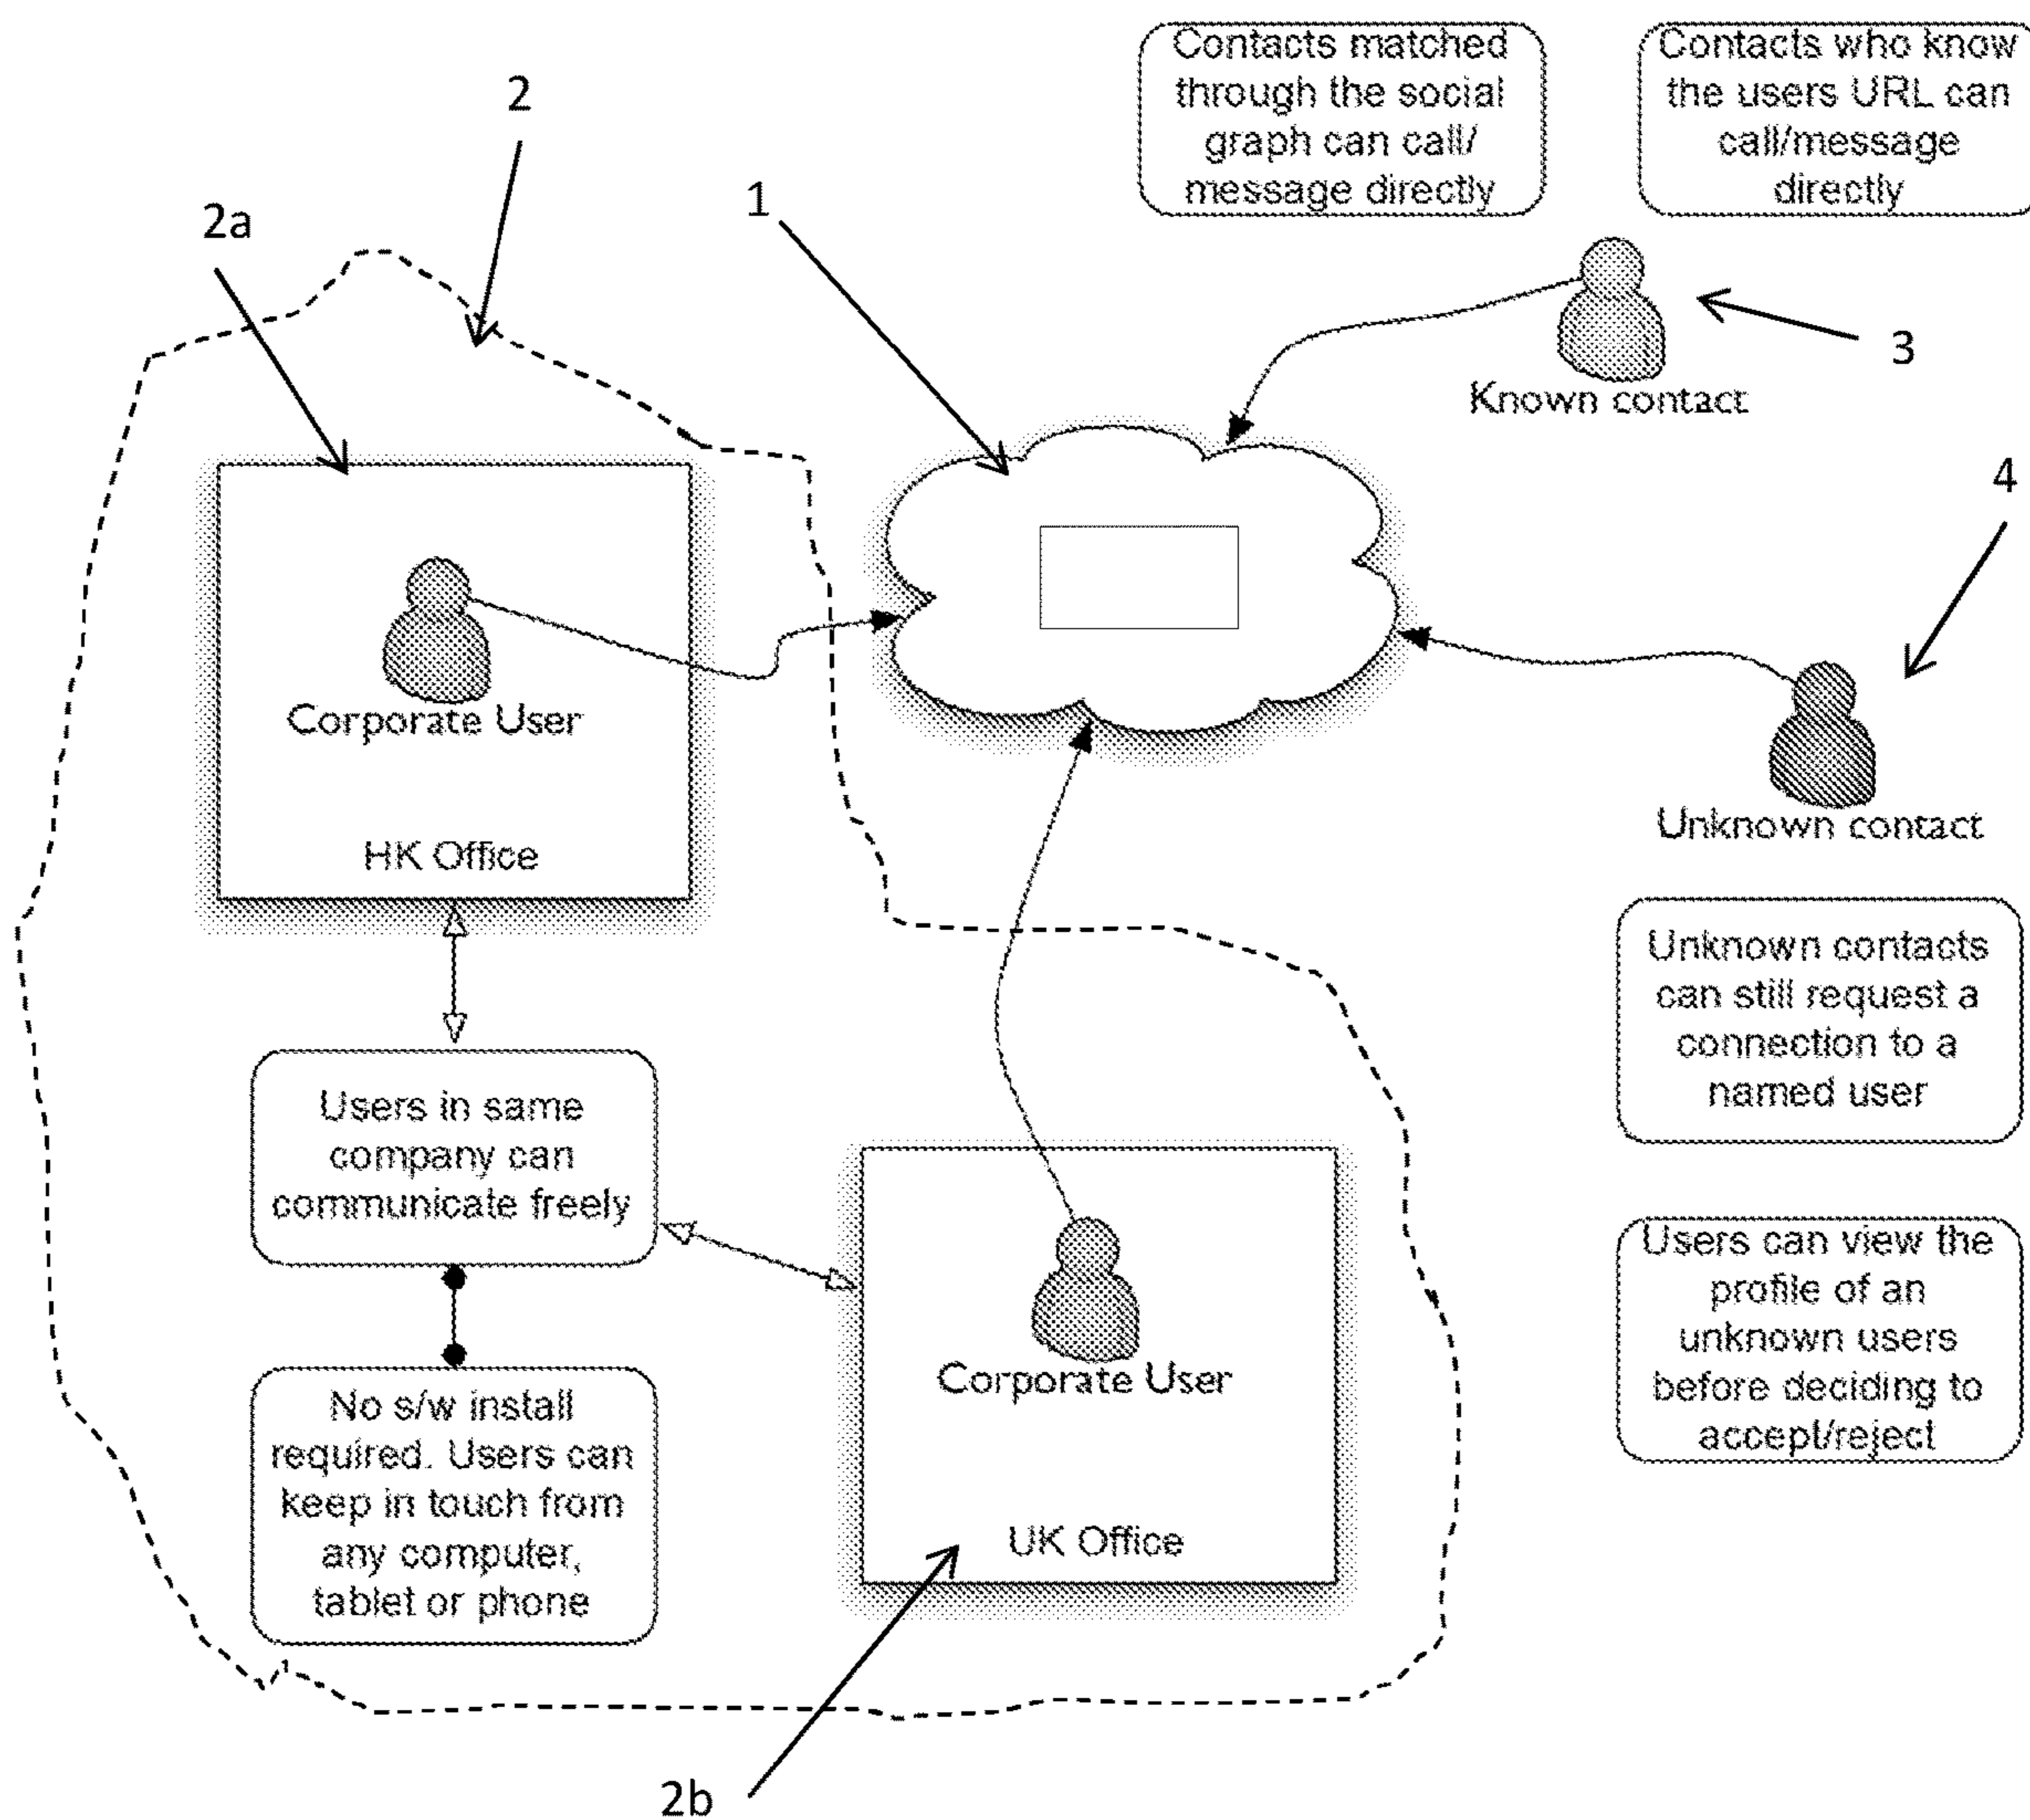 Contacts matched
through the social
graph can call/
message directly
Contacts who know
the users URL can
call/message
directly
2
2a
1
3
Known contact
4
Corporate User
HK Office
Unknown contact
Unknown contacts
can still request a
connection to a
named user
Users in same
company can
communicate freely
Users can view the
profile of an
unknown users
before deciding to
accept/reject
No s/w install
required. Users can
keep in touch from
any computer,
tablet or phone
Corporate User
UK Office
2b